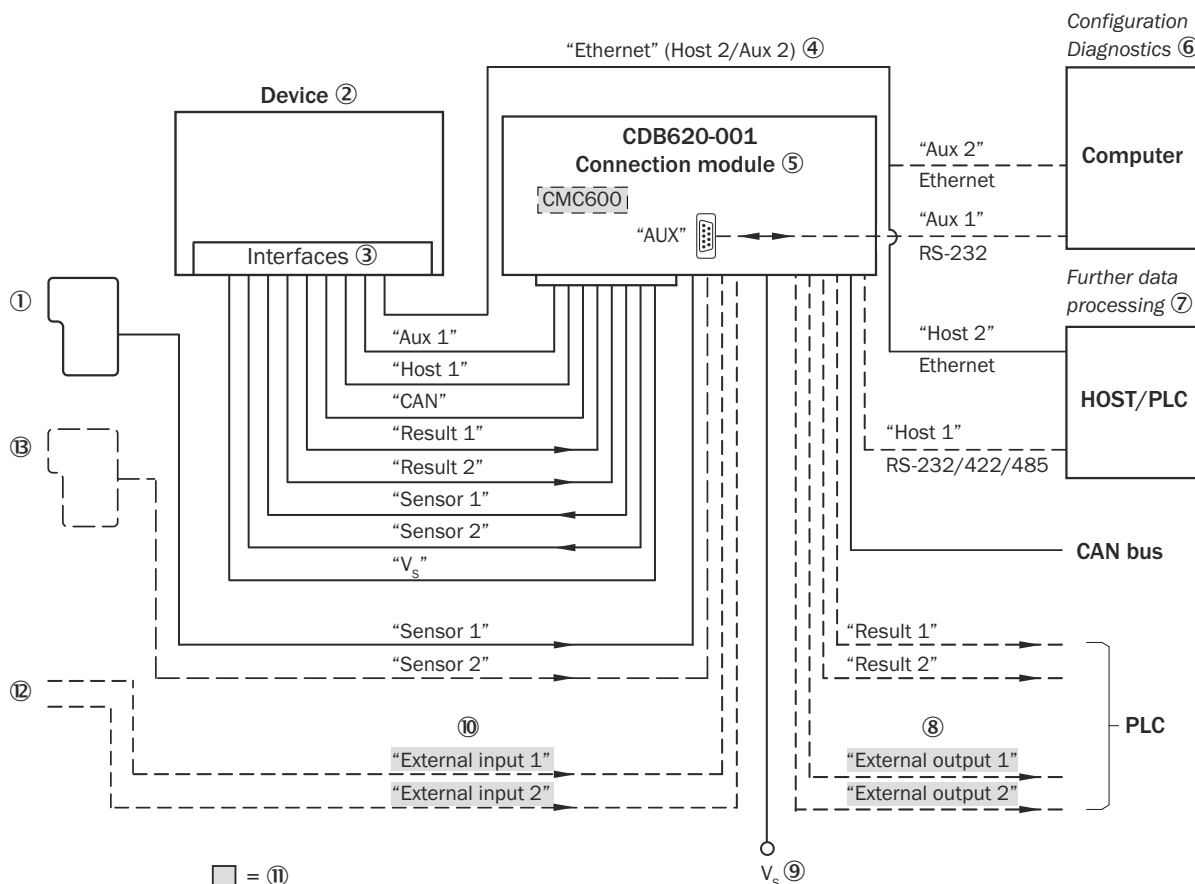 Configuration
Diagnostics ⑥
“Ethernet” (Host 2/Aux 2) ④
Device ②
CDB620-001
Connection module ⑤
CMC600
“AUX”
“Aux 2”
Ethernet
Computer
“Aux 1”
RS-232
Interfaces ③
Further data
processing ⑦
①
“Aux 1”
“Host 1”
“CAN”
“Result 1”
“Result 2”
“Sensor 1”
“Sensor 2”
“Vs”
“Host 2”
Ethernet
HOST/PLC
“Host 1”
RS-232/422/485
⑬
CAN bus
“Sensor 1”
“Sensor 2”
“Result 1”
“Result 2”
⑫
⑩
⑧
PLC
“External input 1”
“External input 2”
“External output 1”
“External output 2”
= ⑪
Vs ⑨